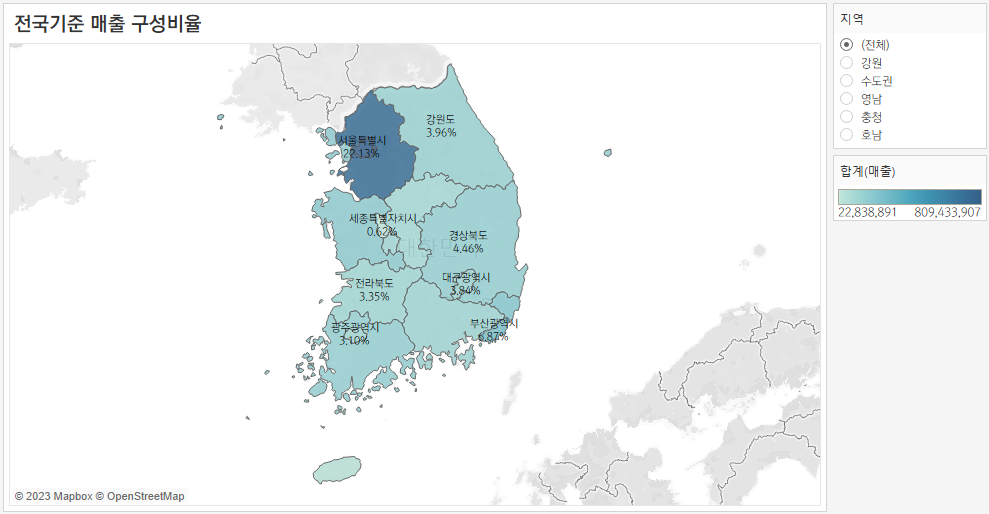 전국기준 매출 구성비율
강원도
3.96%
서울특별시
22.13%
세종특별자치시
0.62%
경상북도
4.46%
대구광역시
3.84%
전라북도
3.35%
부산광역시
6.87%
광주광역시
3.10%
© 2023 Mapbox © OpenStreetMap
지역
(전체)
강원
수도권
영남
충청
호남
합계(매출)
22,838,891 809,433,907